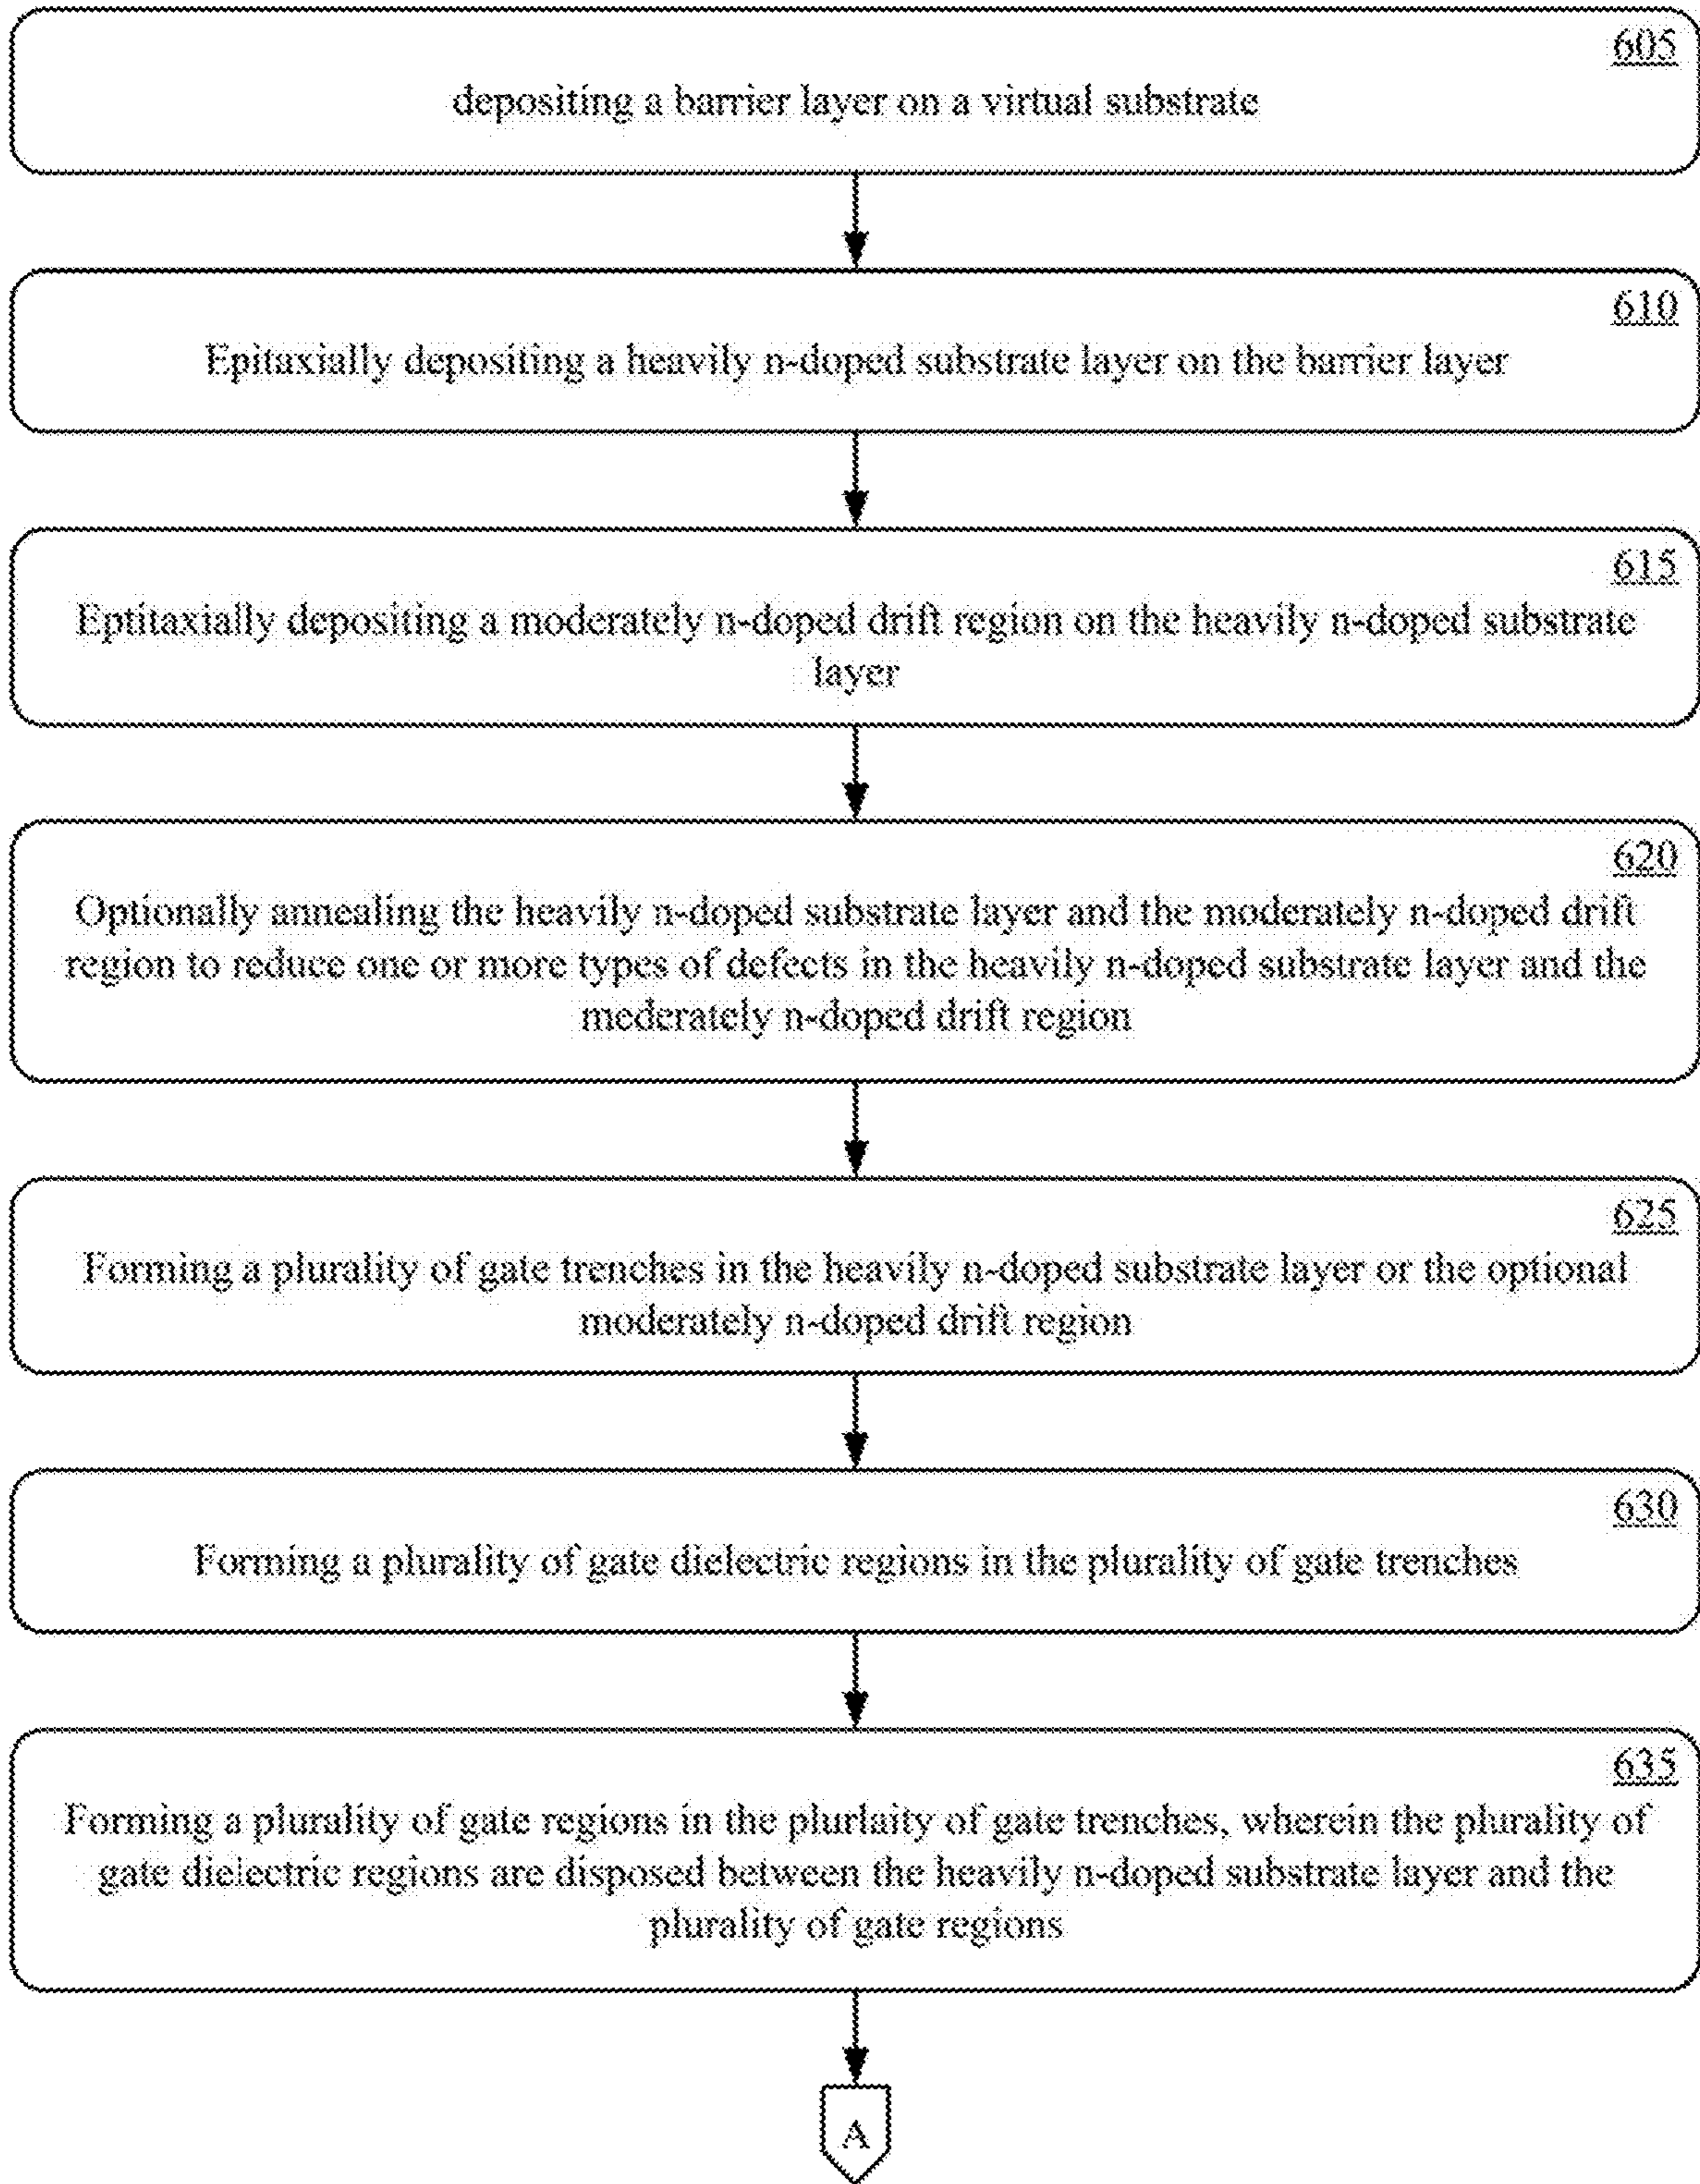 605
depositing a barrier layer on a virtual substrate
610
Epitaxially depositing a heavily n-doped substrate layer on the barrier layer
615
Eptitaxially depositing a moderately n-doped drift region on the heavily n-doped substrate
layer
620
Optionally annealing the heavily n-doped substrate layer and the moderately n-doped drift
region to reduce one or more types of defects in the heavily n-doped substrate layer and the
mederately n-doped drift region
625
Forming a plurality of gate trenches in the heavily n-doped substrate layer or the optional
moderately n-doped drift region
630
Forming a plurality of gate dielectric regions in the plurality of gate trenches
635
Forming a plurality of gate regions in the plurlaity of gate trenches, wherein the plurality of
gate dielectric regions are disposed between the heavily n-doped substrate layer and the
plurality of gate regions
A